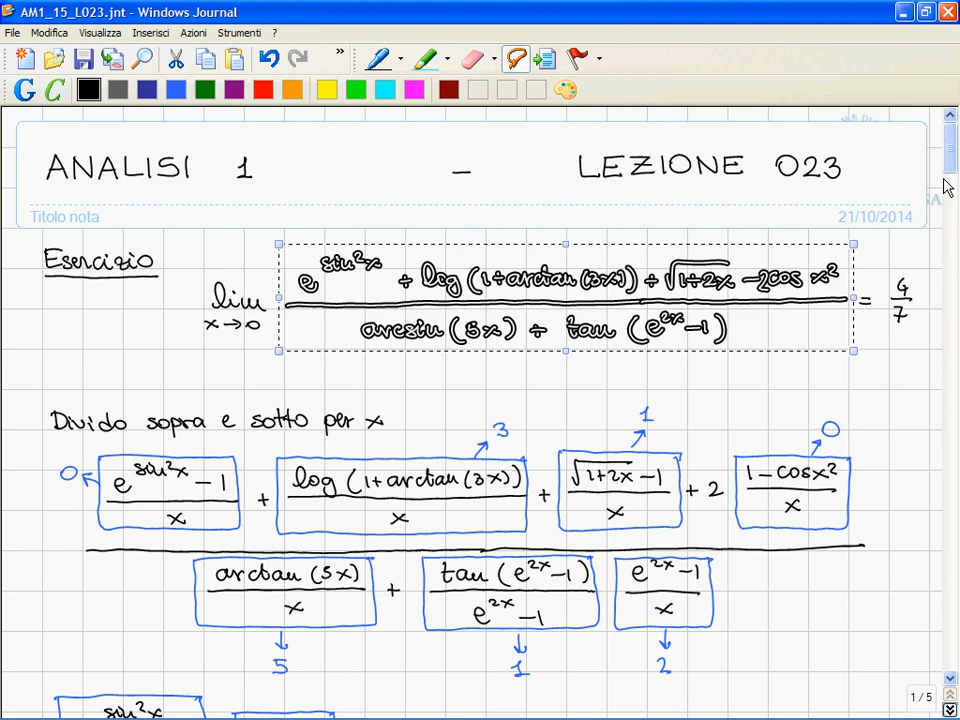 AM1_15_L023.jnt - Windows Journal
File Modifica Visualizza Inserisci Azioni Strumenti ?
G C
ANALISI 1 - LEZIONE 023
Titolo nota 21/10/2014
Esercizio
lim x→0 (e^{sin²x} + log(1+arctan(3x)) + √(1+2x) - 2cos x²) / (arcsin(5x) + tan(e^{2x}-1)) = 4/7
Divido sopra e sotto per x
0 3 1 0
(e^{sin²x} - 1)/x + log(1+arctan(3x))/x + (√(1+2x) - 1)/x + 2 (1-cosx²)/x
arctan(5x)/x + tan(e^{2x}-1)/(e^{2x}-1) (e^{2x}-1)/x
5 1 2
sin²x
1 / 5